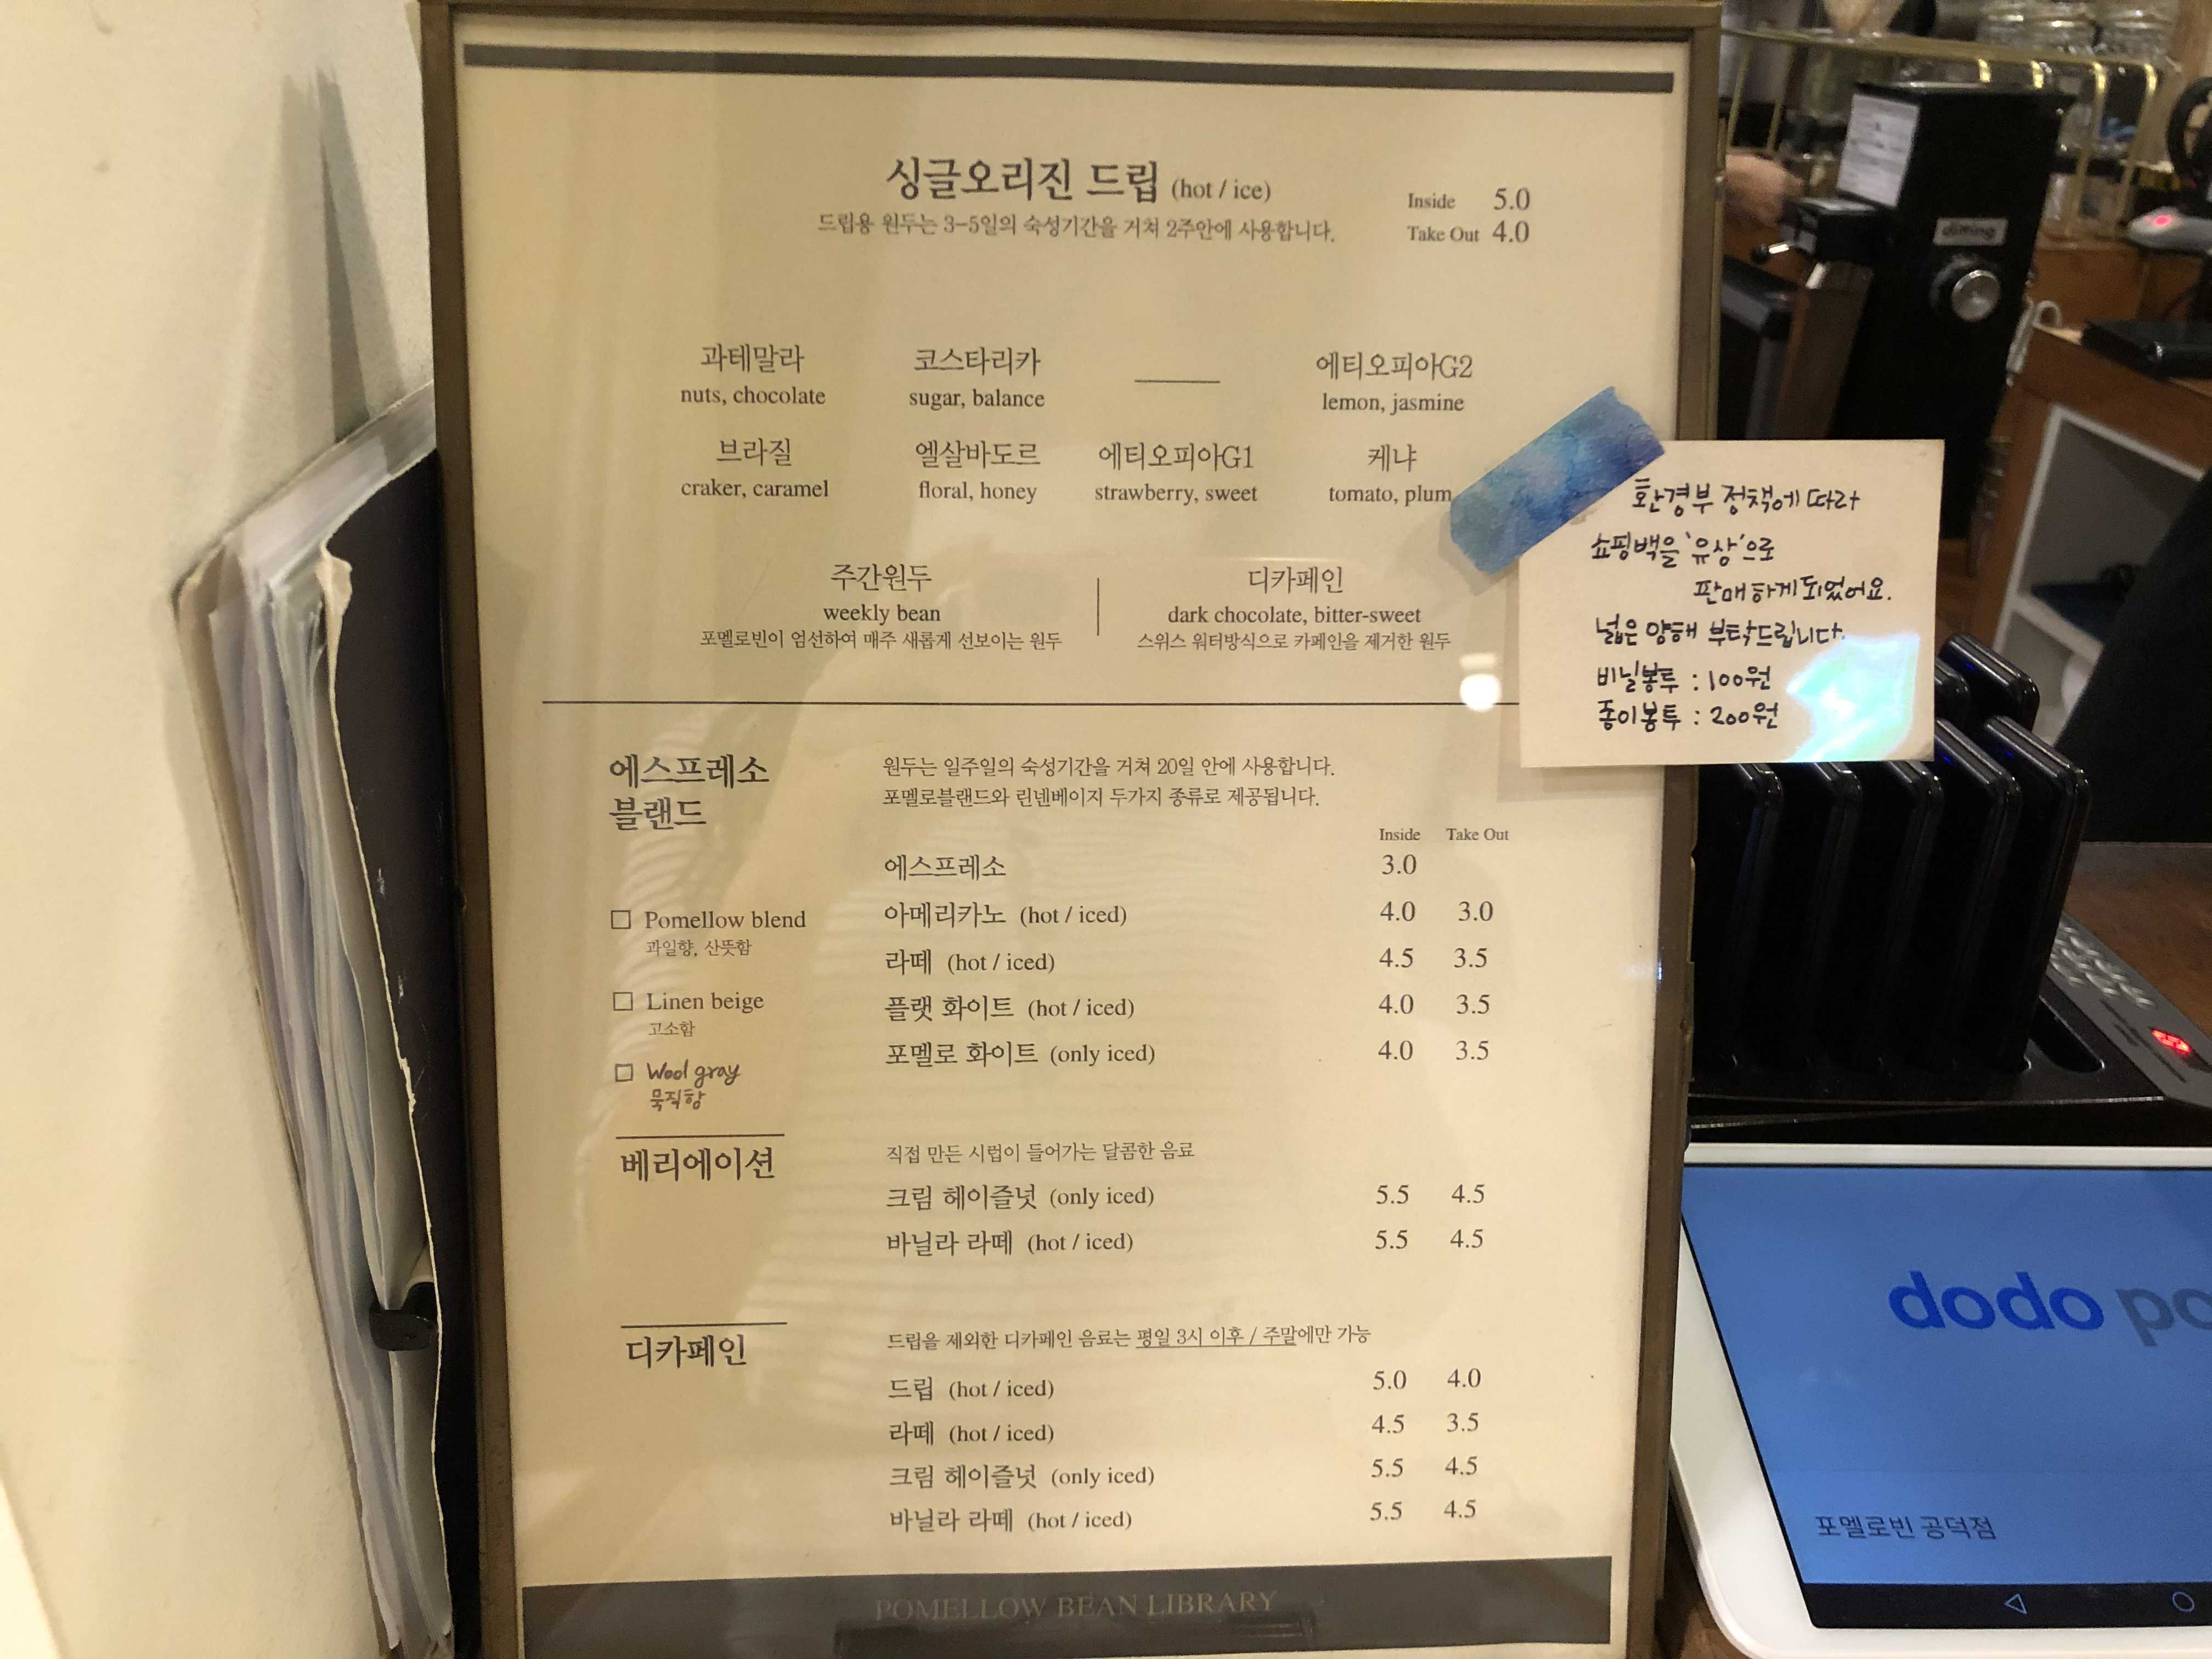 싱글오리진 드립 (hot / ice)
드립용 원두는 3-5일의 숙성기간을 거쳐 2주안에 사용합니다.
Inside 5.0
Take Out 4.0
과테말라
nuts, chocolate
코스타리카
sugar, balance
에티오피아G2
lemon, jasmine
브라질
craker, caramel
엘살바도르
floral, honey
에티오피아G1
strawberry, sweet
케냐
tomato, plum
주간원두
weekly bean
포멜로빈이 엄선하여 매주 새롭게 선보이는 원두
디카페인
dark chocolate, bitter-sweet
스위스 워터방식으로 카페인을 제거한 원두
에스프레소
블랜드
원두는 일주일의 숙성기간을 거쳐 20일 안에 사용합니다.
포멜로블랜드와 린넨베이지 두가지 종류로 제공됩니다.
Inside Take Out
에스프레소 3.0
아메리카노 (hot / iced) 4.0 3.0
라떼 (hot / iced) 4.5 3.5
플랫 화이트 (hot / iced) 4.0 3.5
포멜로 화이트 (only iced) 4.0 3.5
Pomellow blend
과일향, 산뜻함
Linen beige
고소함
Wool gray
묵직함
베리에이션
직접 만든 시럽이 들어가는 달콤한 음료
크림 헤이즐넛 (only iced) 5.5 4.5
바닐라 라떼 (hot / iced) 5.5 4.5
디카페인
드립을 제외한 디카페인 음료는 평일 3시 이후 / 주말에만 가능
드립 (hot / iced) 5.0 4.0
라떼 (hot / iced) 4.5 3.5
크림 헤이즐넛 (only iced) 5.5 4.5
바닐라 라떼 (hot / iced) 5.5 4.5
POMELLOW BEAN LIBRARY
환경부 정책에 따라
쇼핑백을 '유상'으로
판매하게되었어요.
넓은 양해 부탁드립니다.
비닐봉투 : 100원
종이봉투 : 200원
diting
dodo po
포멜로빈 공덕점